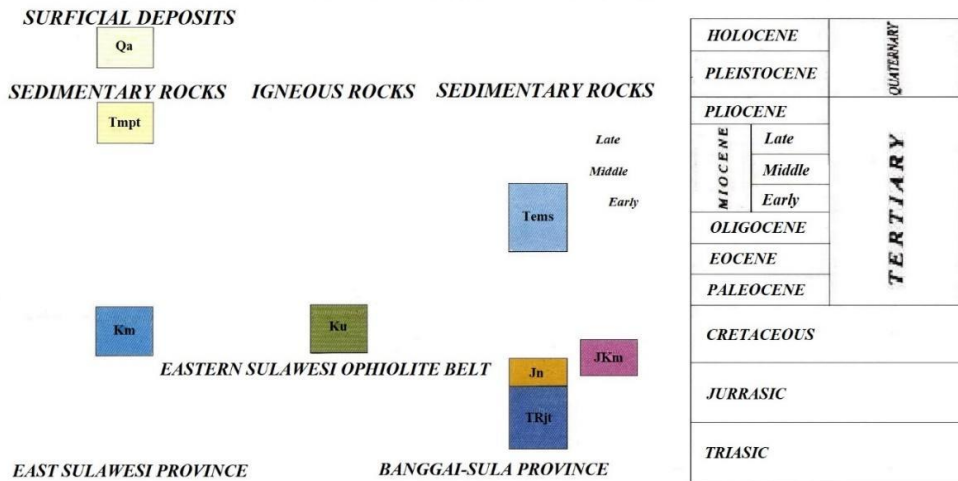 SURFICIAL DEPOSITS
Qa
SEDIMENTARY ROCKS
IGNEOUS ROCKS
SEDIMENTARY ROCKS
Tmpt
Late
Middle
Early
Tems
Km
Ku
JKm
EASTERN SULAWESI OPHIOLITE BELT
Jn
TRjt
EAST SULAWESI PROVINCE
BANGGAI-SULA PROVINCE
HOLOCENE
PLEISTOCENE
QUATERNARY
PLIOCENE
MIOCENE
Late
Middle
Early
OLIGOCENE
EOCENE
PALEOCENE
TERTIARY
CRETACEOUS
JURRASIC
TRIASIC